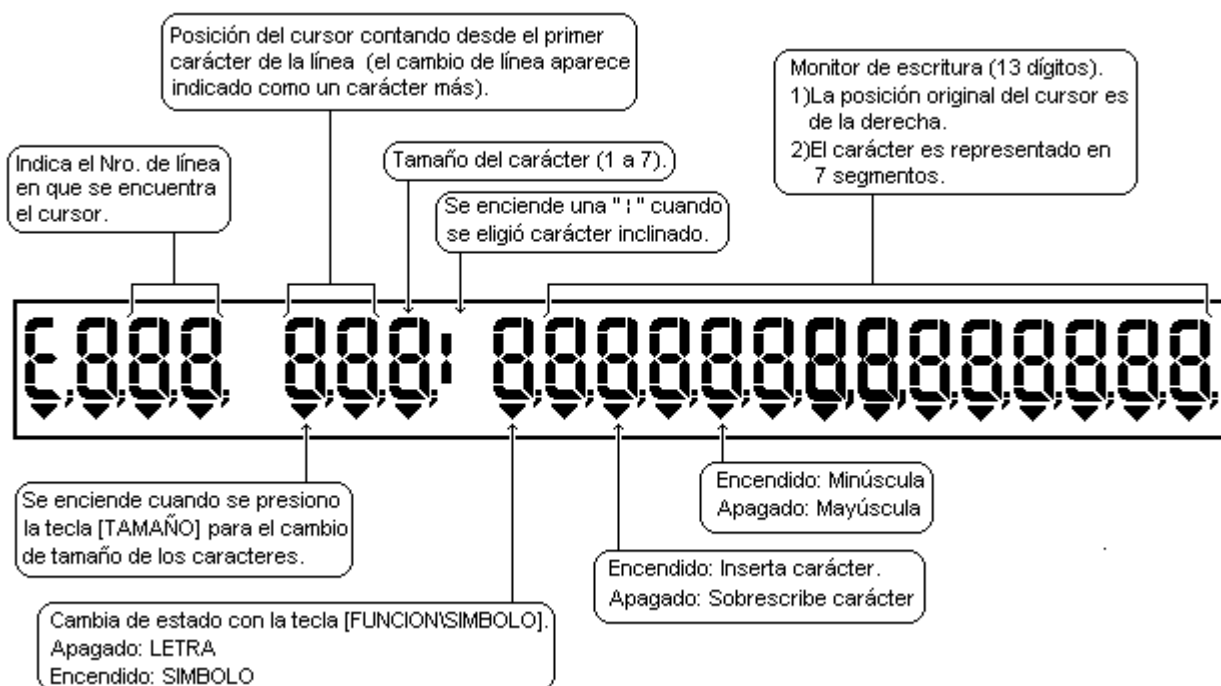 Posición del cursor contando desde el primer
carácter de la línea (el cambio de línea aparece
indicado como un carácter más).
Monitor de escritura (13 dígitos).
1)La posición original del cursor es
de la derecha.
2)El carácter es representado en
7 segmentos.
Indica el Nro. de línea
en que se encuentra
el cursor.
Tamaño del carácter (1 a 7).
Se enciende una " ¦ " cuando
se eligió carácter inclinado.
Se enciende cuando se presiono
la tecla [TAMAÑO] para el cambio
de tamaño de los caracteres.
Encendido: Minúscula
Apagado: Mayúscula
Encendido: Inserta carácter.
Apagado: Sobrescribe carácter
Cambia de estado con la tecla [FUNCION\SIMBOLO].
Apagado: LETRA
Encendido: SIMBOLO